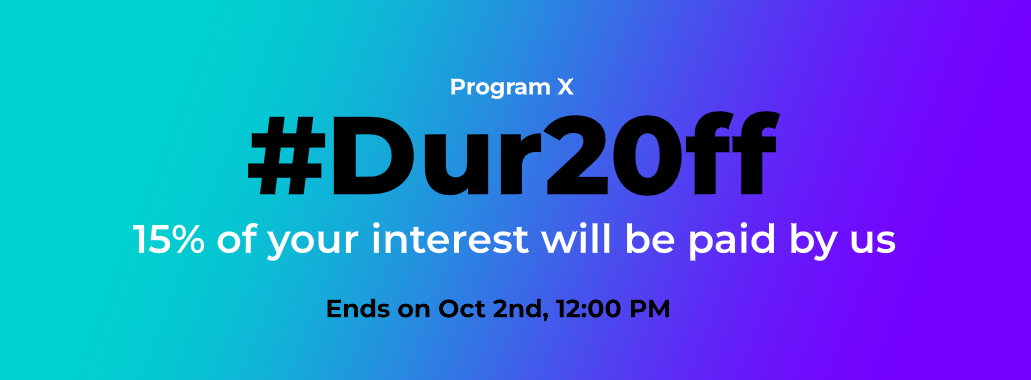 Program X
#Dur20ff
15% of your interest will be paid by us
Ends on Oct 2nd, 12:00 PM